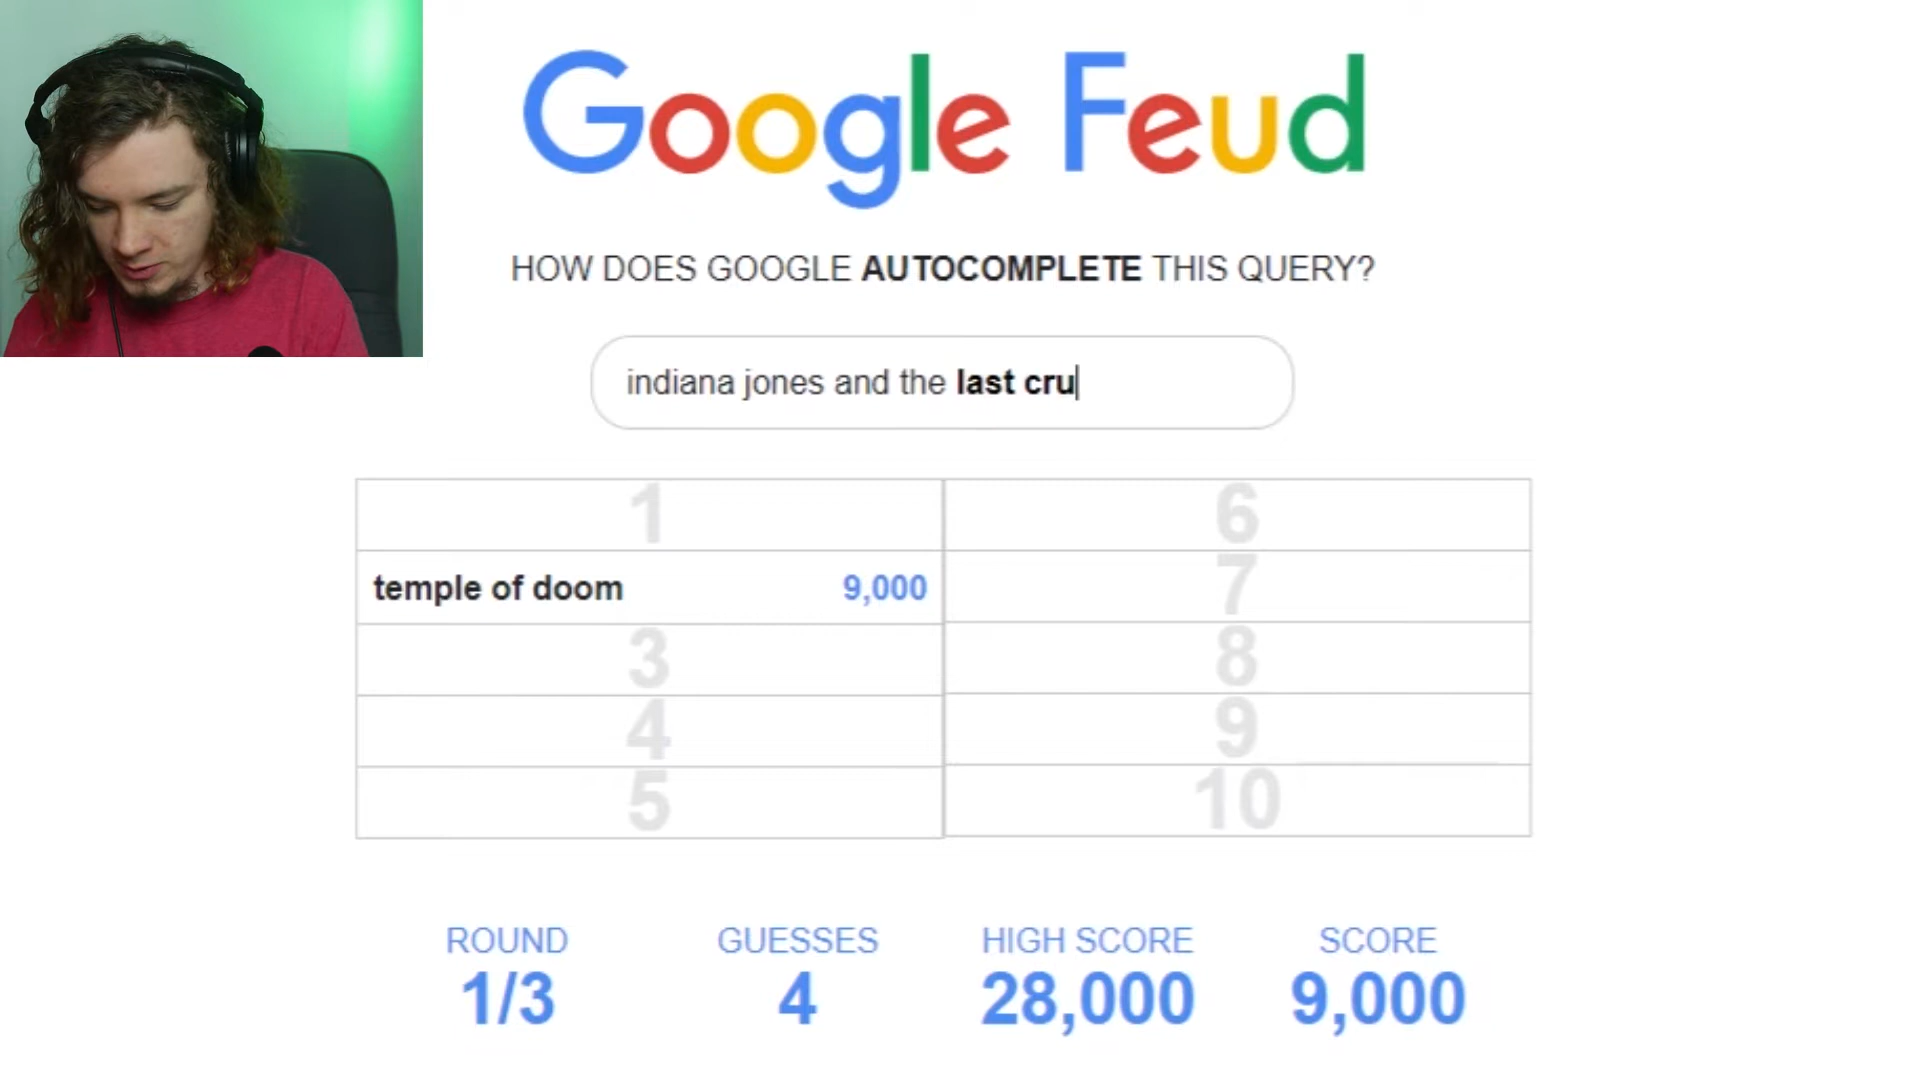 Google Feud
HOW DOES GOOGLE AUTOCOMPLETE THIS QUERY?
indiana jones and the last cru
1
temple of doom 9,000
3
4
5
6
7
8
9
10
ROUND GUESSES HIGH SCORE SCORE
1/3 4 28,000 9,000